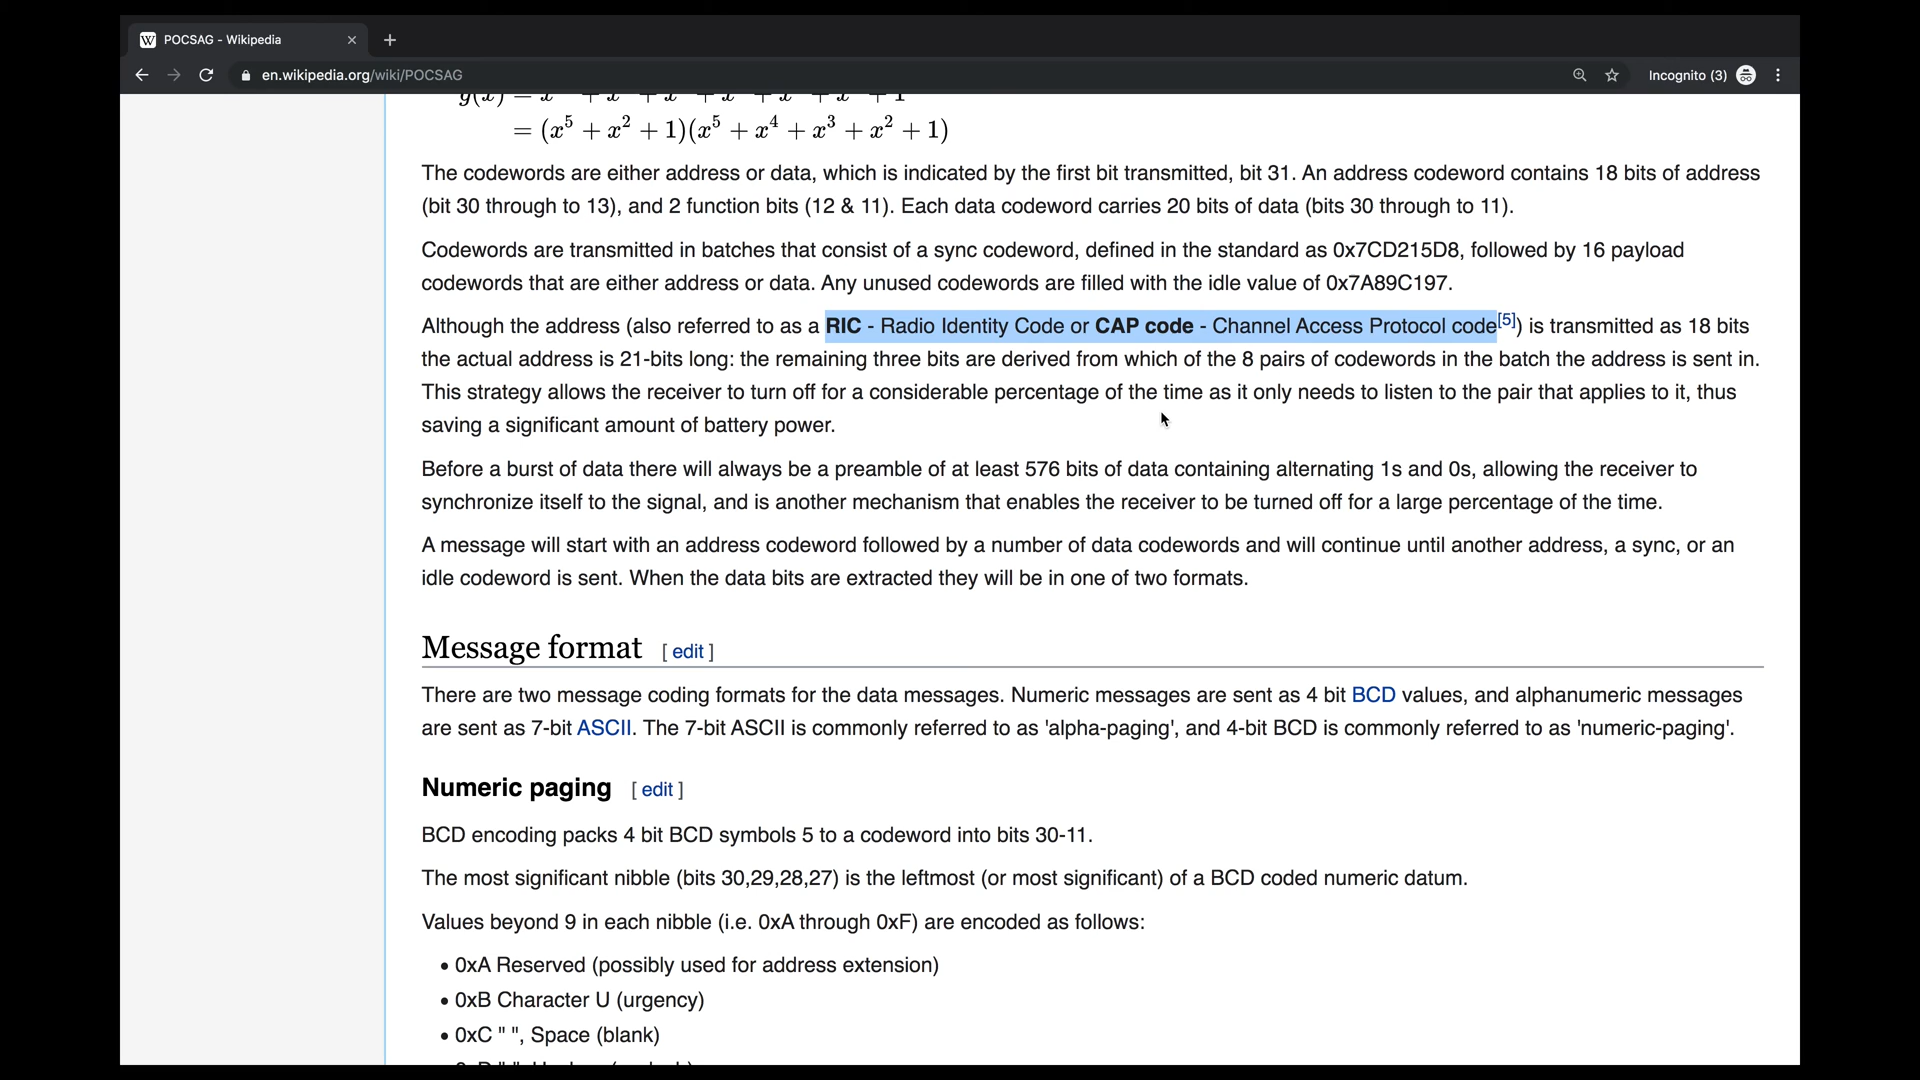 POCSAG - Wikipedia
en.wikipedia.org/wiki/POCSAG
Incognito (3)
= (x⁵ + x² + 1)(x⁵ + x⁴ + x³ + x² + 1)
The codewords are either address or data, which is indicated by the first bit transmitted, bit 31. An address codeword contains 18 bits of address
(bit 30 through to 13), and 2 function bits (12 & 11). Each data codeword carries 20 bits of data (bits 30 through to 11).
Codewords are transmitted in batches that consist of a sync codeword, defined in the standard as 0x7CD215D8, followed by 16 payload
codewords that are either address or data. Any unused codewords are filled with the idle value of 0x7A89C197.
Although the address (also referred to as a RIC - Radio Identity Code or CAP code - Channel Access Protocol code[5]) is transmitted as 18 bits
the actual address is 21-bits long: the remaining three bits are derived from which of the 8 pairs of codewords in the batch the address is sent in.
This strategy allows the receiver to turn off for a considerable percentage of the time as it only needs to listen to the pair that applies to it, thus
saving a significant amount of battery power.
Before a burst of data there will always be a preamble of at least 576 bits of data containing alternating 1s and 0s, allowing the receiver to
synchronize itself to the signal, and is another mechanism that enables the receiver to be turned off for a large percentage of the time.
A message will start with an address codeword followed by a number of data codewords and will continue until another address, a sync, or an
idle codeword is sent. When the data bits are extracted they will be in one of two formats.
Message format [ edit ]
There are two message coding formats for the data messages. Numeric messages are sent as 4 bit BCD values, and alphanumeric messages
are sent as 7-bit ASCII. The 7-bit ASCII is commonly referred to as 'alpha-paging', and 4-bit BCD is commonly referred to as 'numeric-paging'.
Numeric paging [ edit ]
BCD encoding packs 4 bit BCD symbols 5 to a codeword into bits 30-11.
The most significant nibble (bits 30,29,28,27) is the leftmost (or most significant) of a BCD coded numeric datum.
Values beyond 9 in each nibble (i.e. 0xA through 0xF) are encoded as follows:
• 0xA Reserved (possibly used for address extension)
• 0xB Character U (urgency)
• 0xC " ", Space (blank)